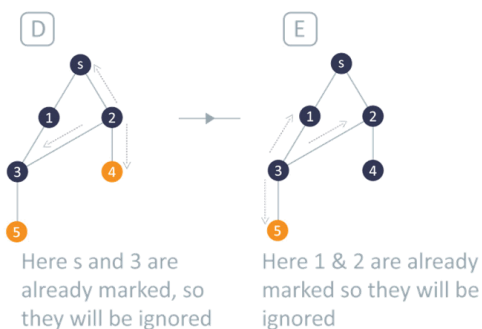 D
E
s
s
1
2
1
2
3
4
3
4
5
5
Here s and 3 are
already marked, so
they will be ignored
Here 1 & 2 are already
marked so they will be
ignored